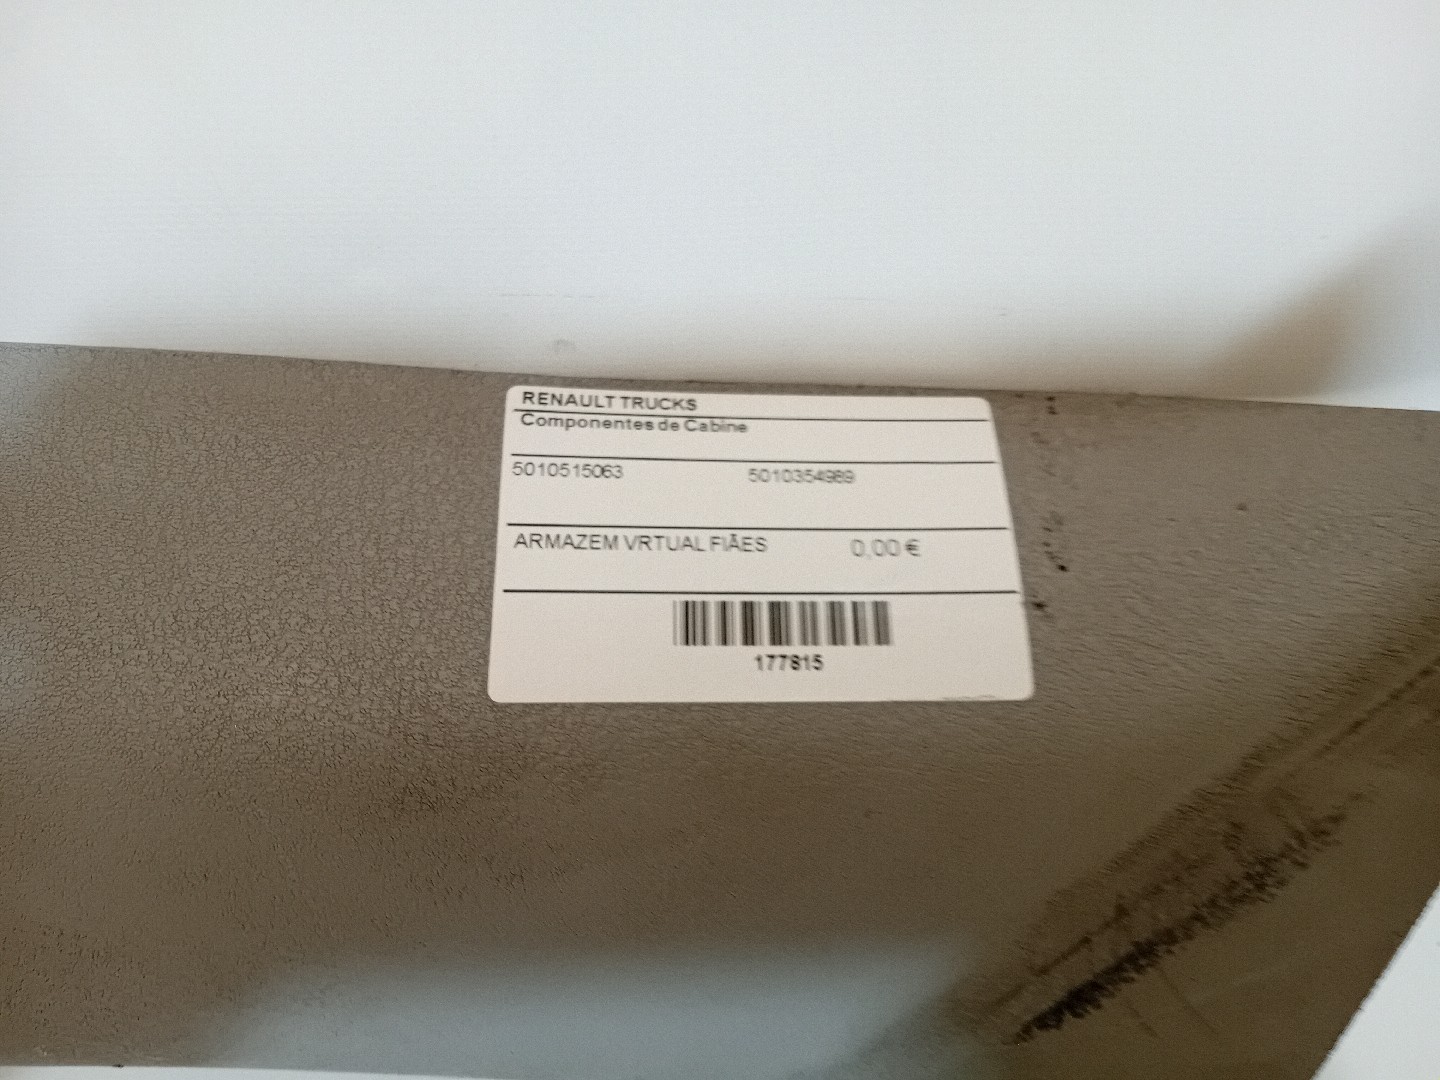 RENAULT TRUCKS
Componentes de Cabine
5010515063 5010354989
ARMAZEM VRTUAL FIÃES 0,00 €
177815